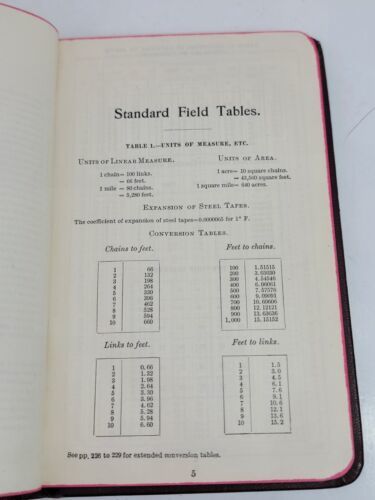 Standard Field Tables.
TABLE 1.—UNITS OF MEASURE, ETC.
UNITS OF LINEAR MEASURE.
1 chain=100 links.
= 66 feet.
1 mile = 80 chains.
= 5,280 feet.
UNITS OF AREA.
1 acre= 10 square chains.
= 43,560 square feet.
1 square mile= 640 acres.
EXPANSION OF STEEL TAPES.
The coefficient of expansion of steel tapes=0.0000065 for 1° F.
CONVERSION TABLES.
Chains to feet.
1 66
2 132
3 198
4 264
5 330
6 396
7 462
8 528
9 594
10 660
Feet to chains.
100 1.51515
200 3.03030
300 4.54546
400 6.06061
500 7.57576
600 9.09091
700 10.60606
800 12.12121
900 13.63636
1,000 15.15152
Links to feet.
1 0.66
2 1.32
3 1.98
4 2.64
5 3.30
6 3.96
7 4.62
8 5.28
9 5.94
10 6.60
Feet to links.
1 1.5
2 3.0
3 4.5
4 6.1
5 7.6
6 9.1
7 10.6
8 12.1
9 13.6
10 15.2
See pp. 226 to 229 for extended conversion tables.
5